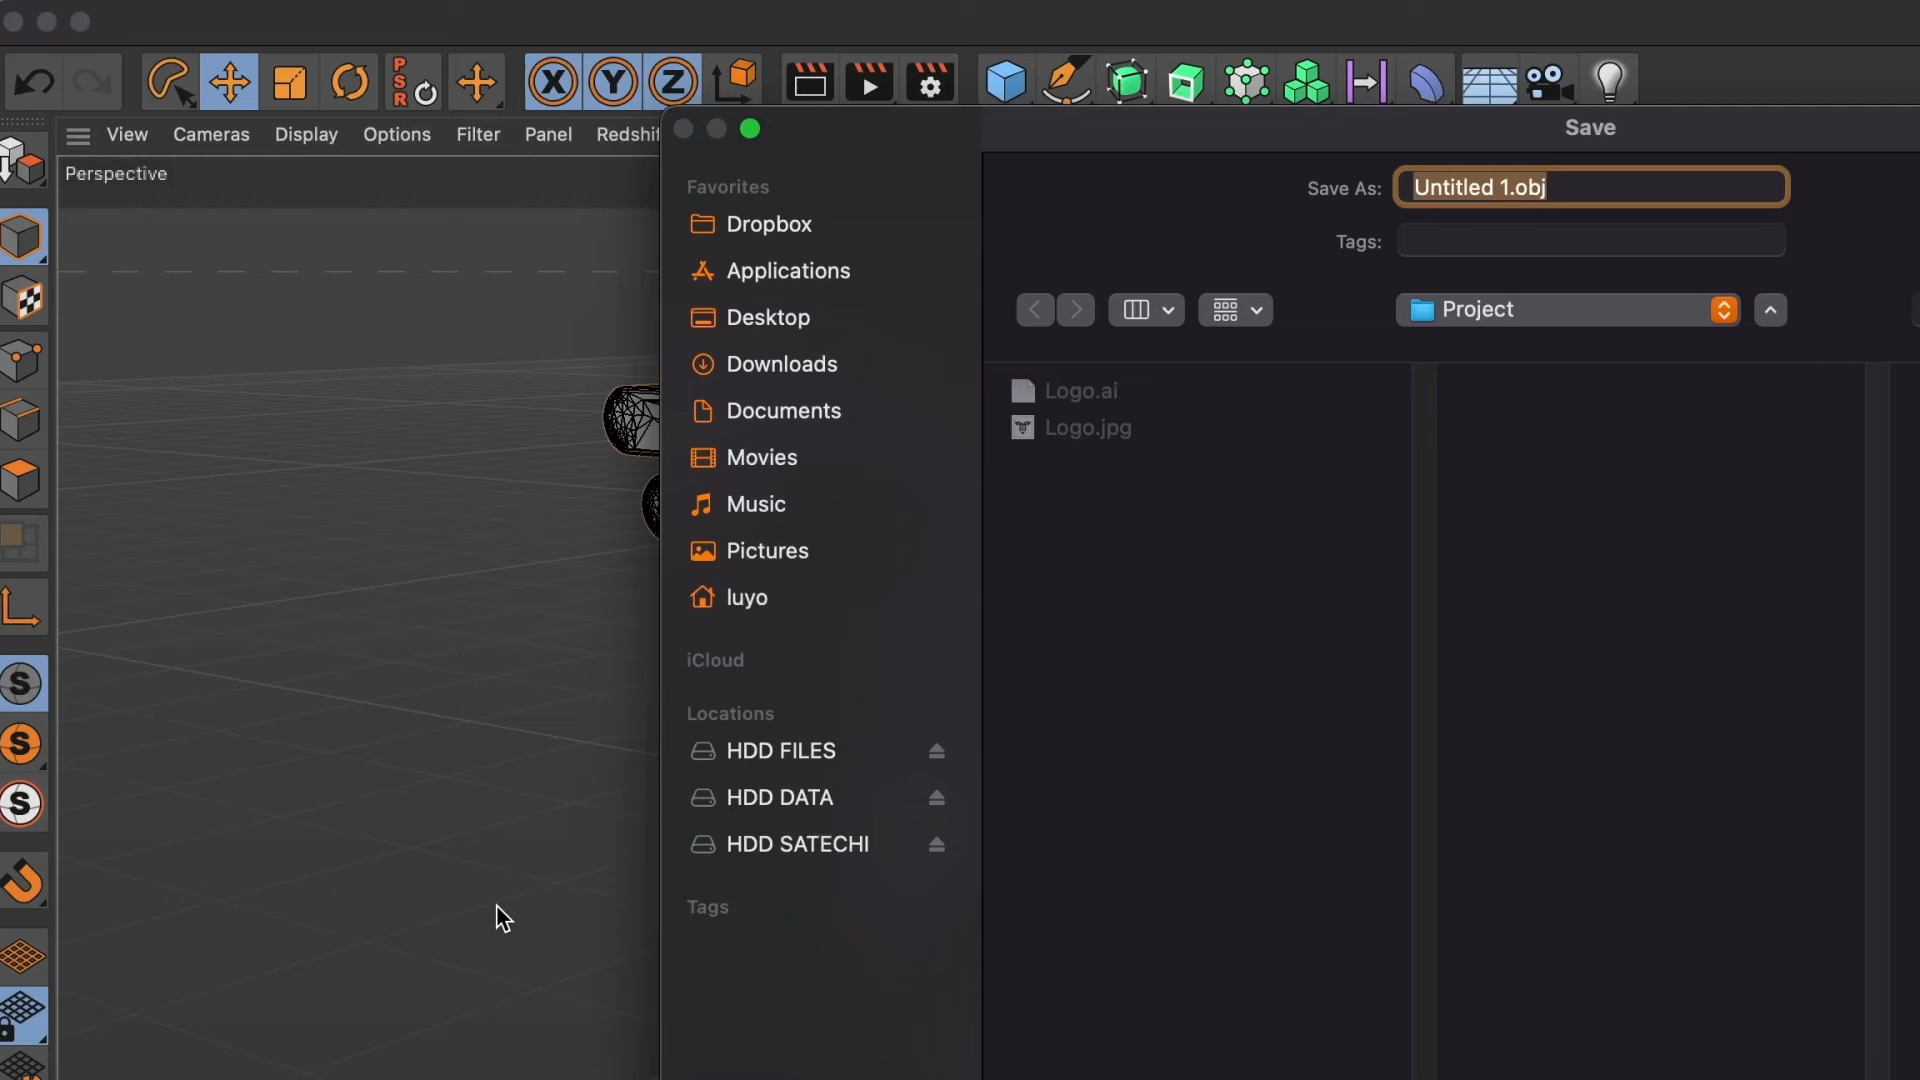 PSR
X Y Z
View Cameras Display Options Filter Panel Redshif
Perspective
Save
Save As: Untitled 1.obj
Tags:
Project
Favorites
Dropbox
Applications
Desktop
Downloads
Documents
Movies
Music
Pictures
luyo
iCloud
Locations
HDD FILES
HDD DATA
HDD SATECHI
Tags
Logo.ai
Logo.jpg
S
S
S